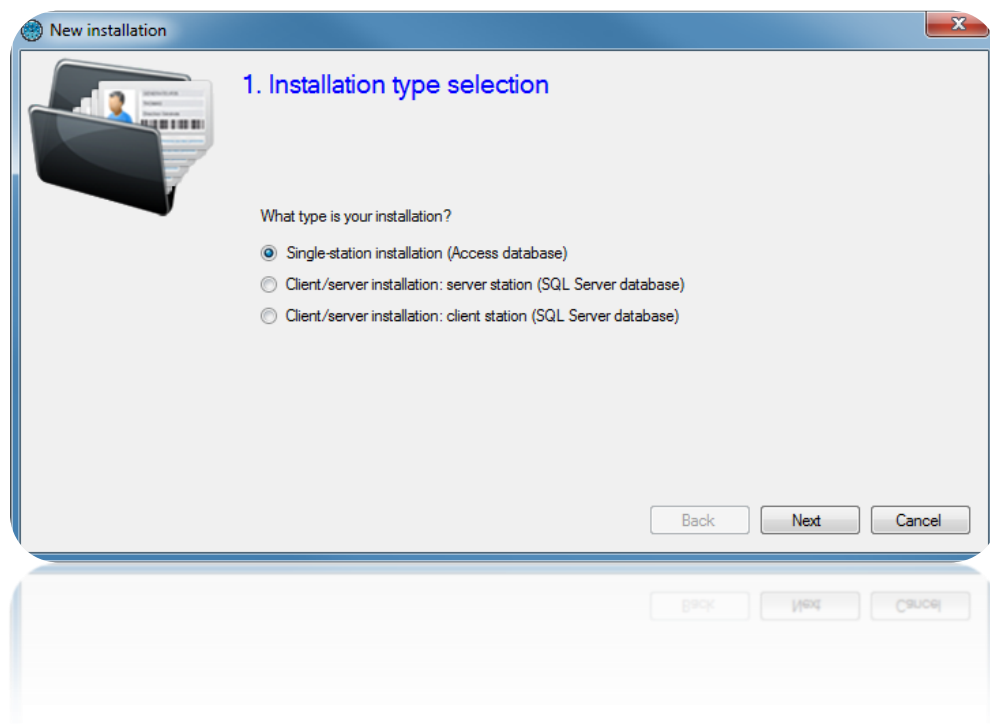 New installation
1. Installation type selection
What type is your installation?
Single-station installation (Access database)
Client/server installation: server station (SQL Server database)
Client/server installation: client station (SQL Server database)
Back
Next
Cancel